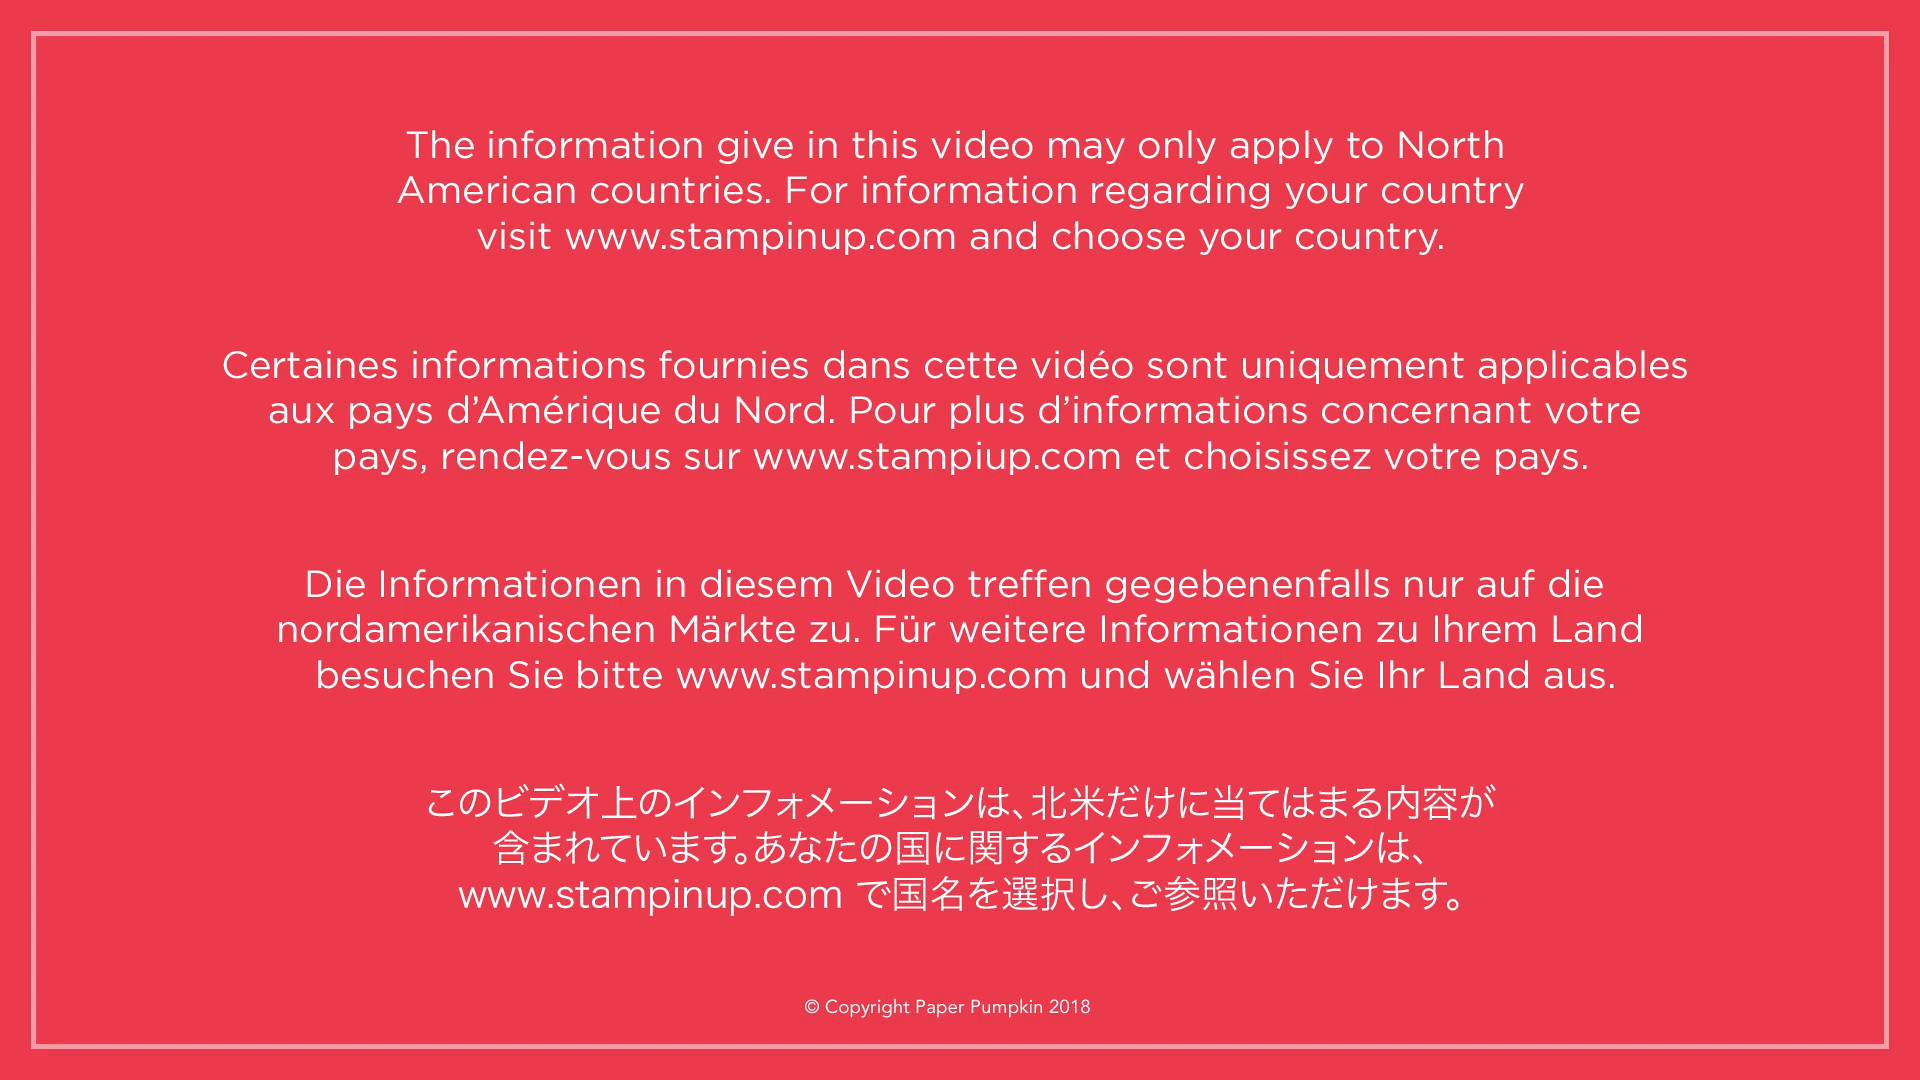 The information give in this video may only apply to North
American countries. For information regarding your country
visit www.stampinup.com and choose your country.
Certaines informations fournies dans cette vidéo sont uniquement applicables
aux pays d’Amérique du Nord. Pour plus d’informations concernant votre
pays, rendez-vous sur www.stampiup.com et choisissez votre pays.
Die Informationen in diesem Video treffen gegebenenfalls nur auf die
nordamerikanischen Märkte zu. Für weitere Informationen zu Ihrem Land
besuchen Sie bitte www.stampinup.com und wählen Sie Ihr Land aus.
このビデオ上のインフォメーションは、北米だけに当てはまる内容が
含まれています。あなたの国に関するインフォメーションは、
www.stampinup.com で国名を選択し、ご参照いただけます。
© Copyright Paper Pumpkin 2018